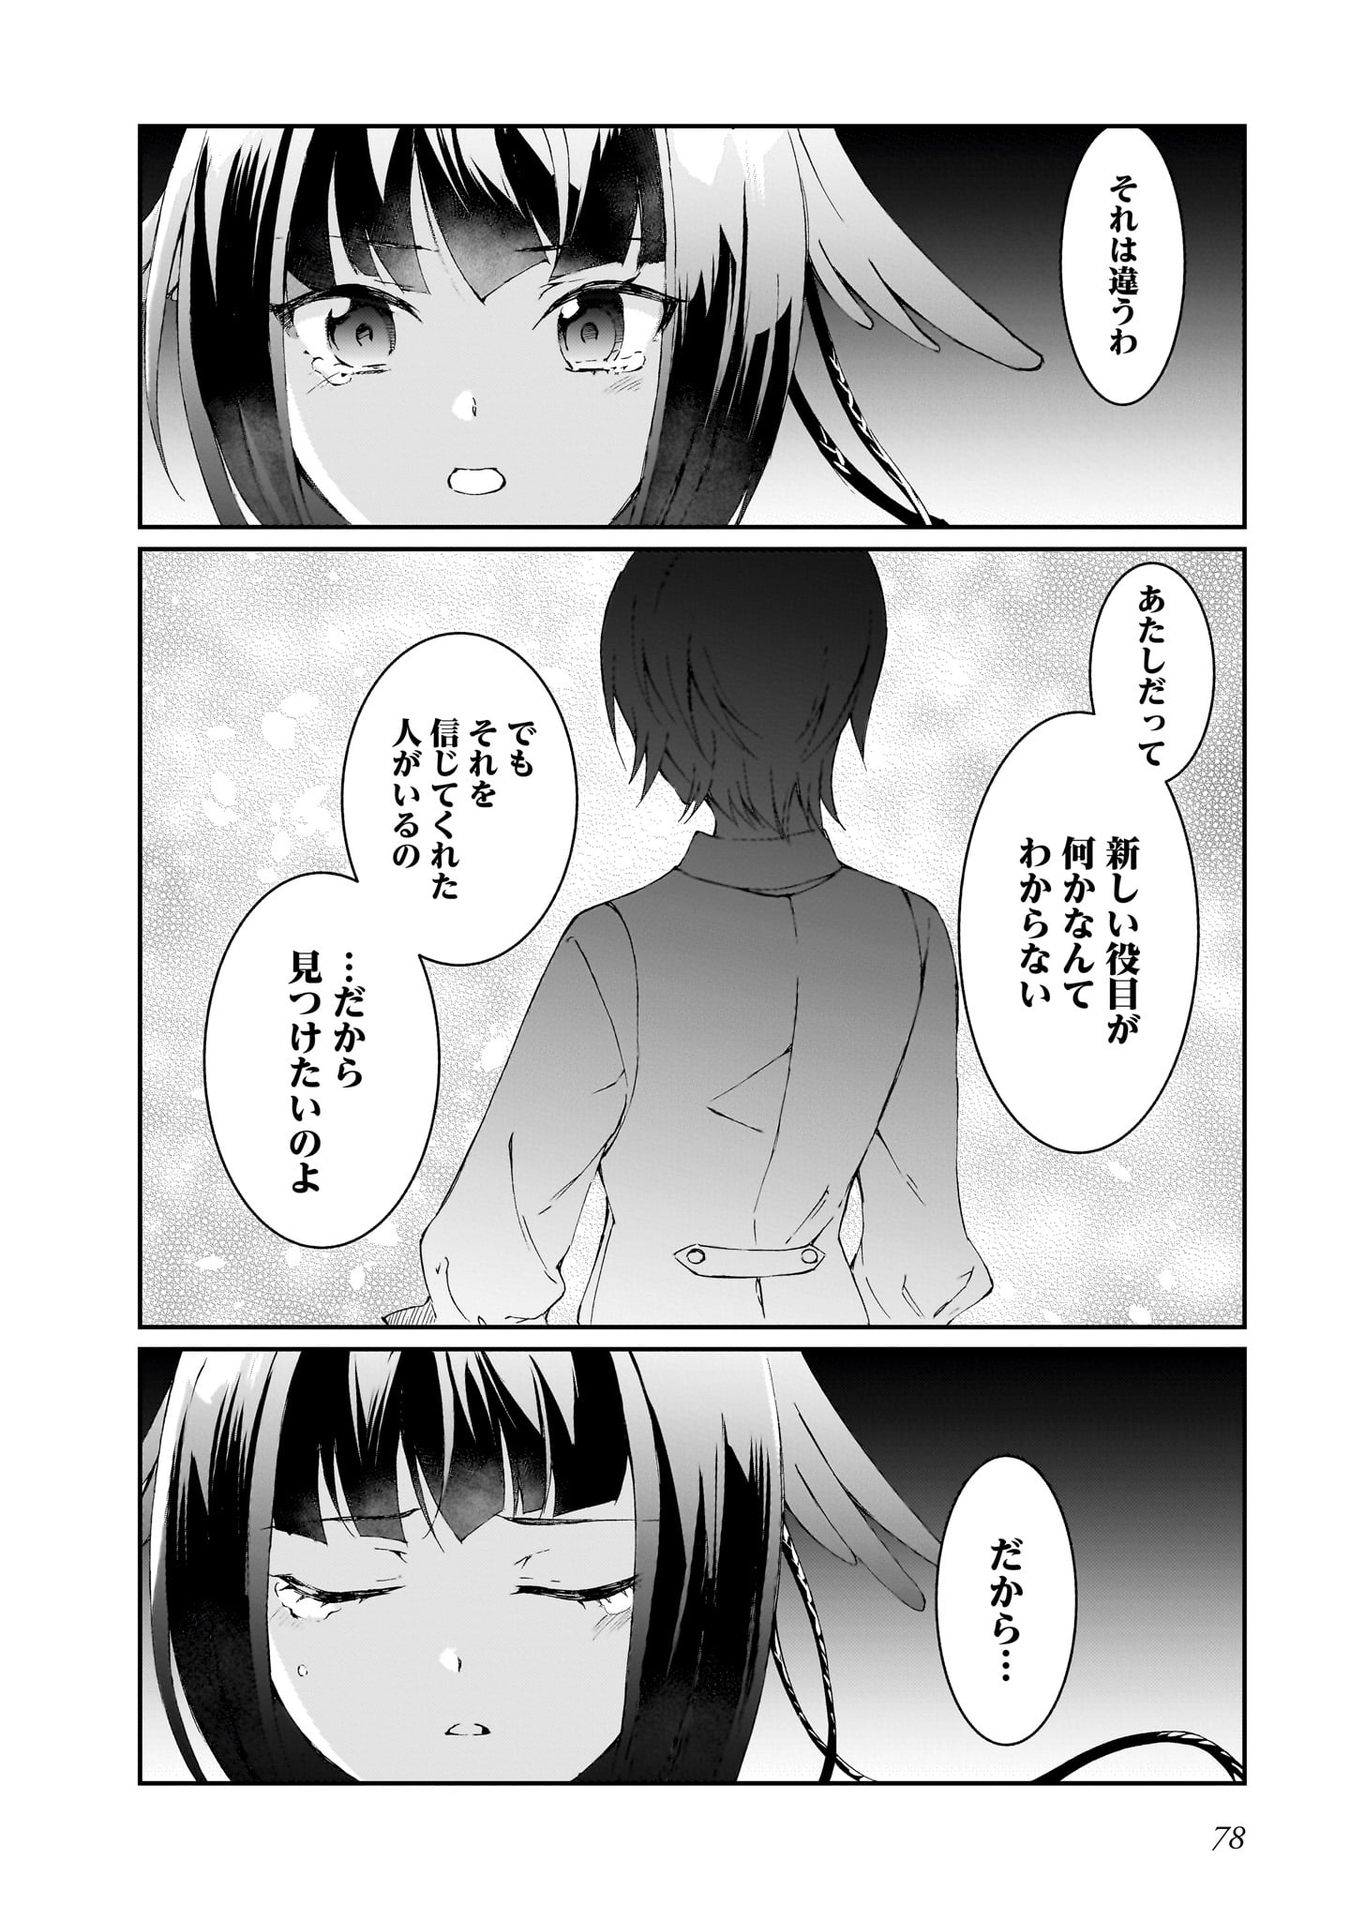 それは違うわ
あたしだって
新しい役目が
何かなんて
わからない
でも
それを
信じてくれた
人がいるの
…だから
見つけたいのよ
だから…
78